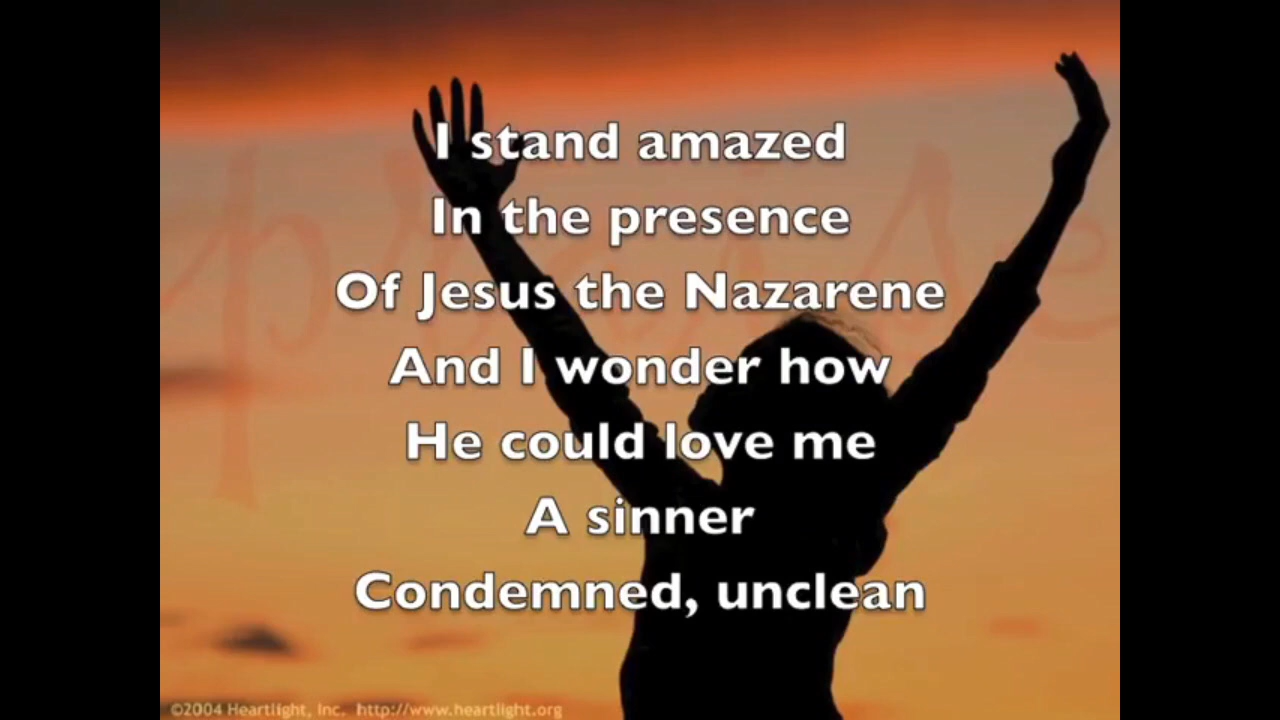 praise
I stand amazed
In the presence
Of Jesus the Nazarene
And I wonder how
He could love me
A sinner
Condemned, unclean
©2004 Heartlight, Inc. http://www.heartlight.org